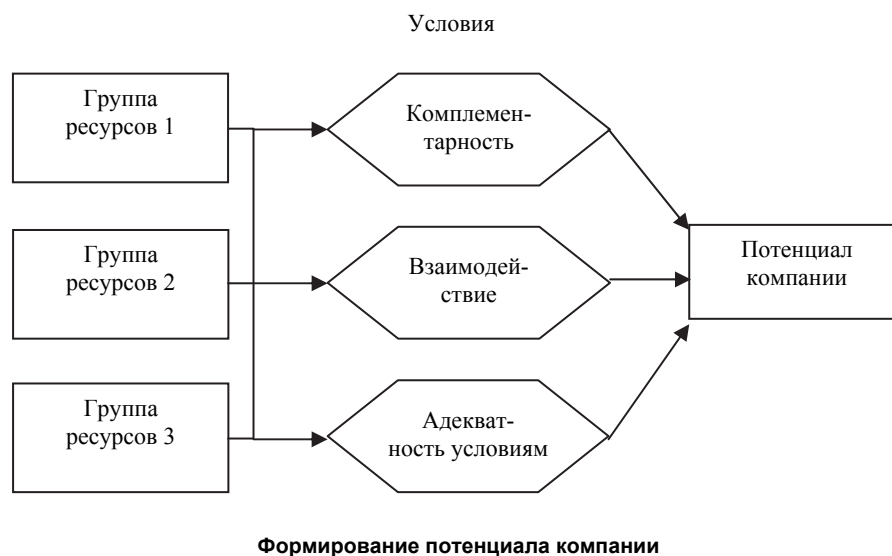 Условия
Группа
ресурсов 1
Комплемен-
тарность
Группа
ресурсов 2
Взаимодей-
ствие
Потенциал
компании
Группа
ресурсов 3
Адекват-
ность условиям
Формирование потенциала компании